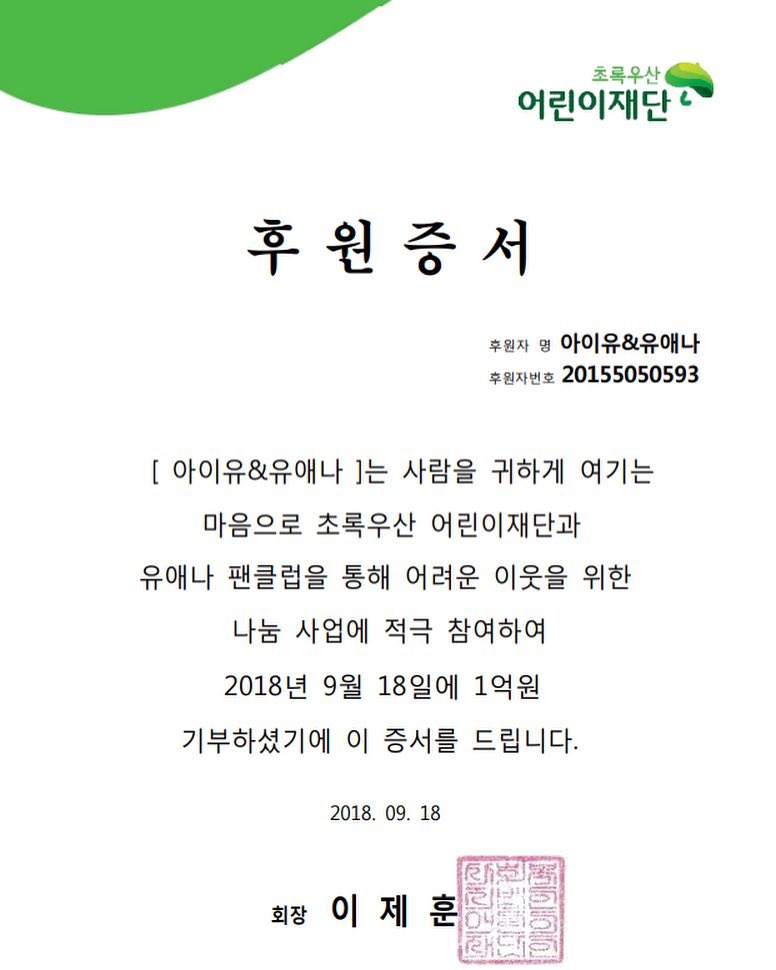 초록우산
어린이재단
후원증서
후원자 명 아이유&유애나
후원자번호 20155050593
[ 아이유&유애나 ]는 사람을 귀하게 여기는
마음으로 초록우산 어린이재단과
유애나 팬클럽을 통해 어려운 이웃을 위한
나눔 사업에 적극 참여하여
2018년 9월 18일에 1억원
기부하셨기에 이 증서를 드립니다.
2018. 09. 18
회장 이 제 훈